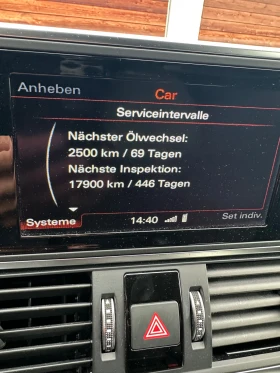 Anheben
Car
Serviceintervalle
Nächster Ölwechsel:
2500 km / 69 Tagen
Nächste Inspektion:
17900 km / 446 Tagen
Systeme
14:40
Set indiv.